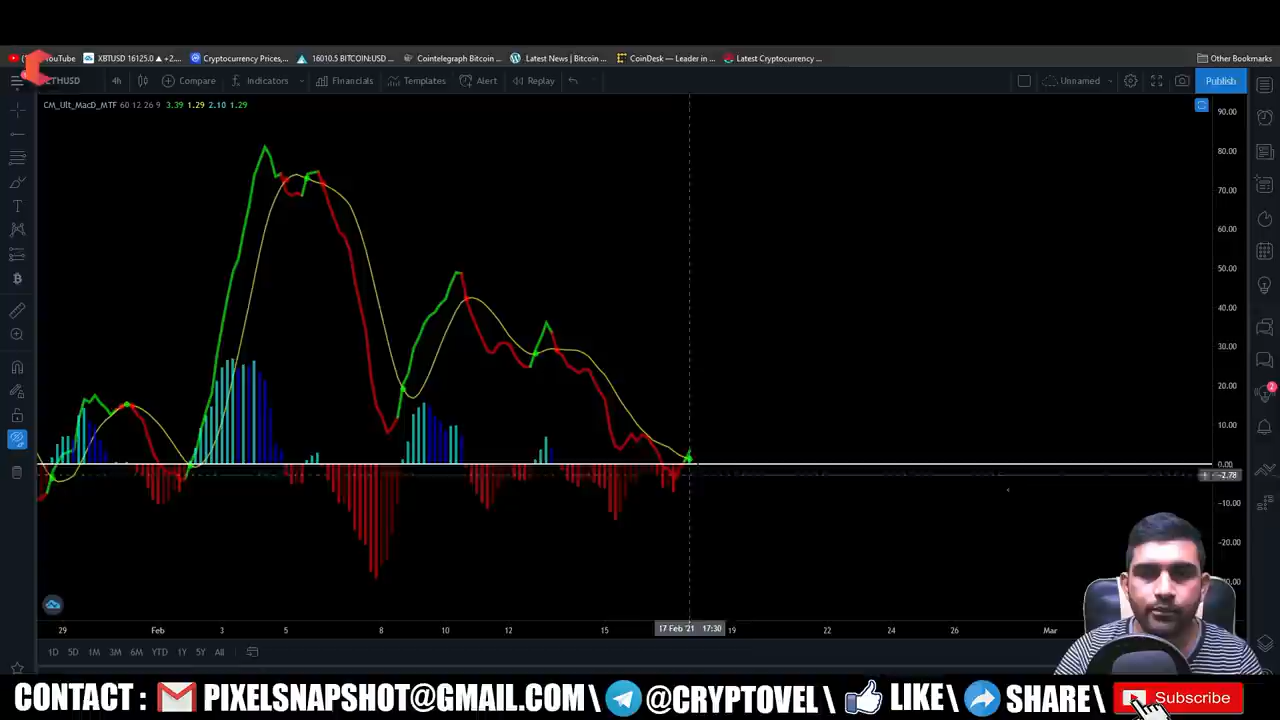 YouTube XBTUSD 16125.0 ▲ +2.... Cryptocurrency Prices,... 16010.5 BITCOIN:USD ... Cointelegraph Bitcoin ... Latest News | Bitcoin ... CoinDesk — Leader in ... Latest Cryptocurrency ... Other Bookmarks
ETHUSD 4h Compare Indicators Financials Templates Alert Replay Unnamed Publish
CM_Ult_MacD_MTF 60 12 26 9 3.39 1.29 2.10 1.29
90.00
80.00
70.00
60.00
50.00
40.00
30.00
20.00
10.00
0.00
-2.78
-10.00
-20.00
2
29 Feb 3 5 8 10 12 15 17 Feb '21 17:30 19 22 24 26 Mar
1D 5D 1M 3M 6M YTD 1Y 5Y All
CONTACT : PIXELSNAPSHOT@GMAIL.COM \ @CRYPTOVEL \ LIKE\ SHARE\ Subscribe